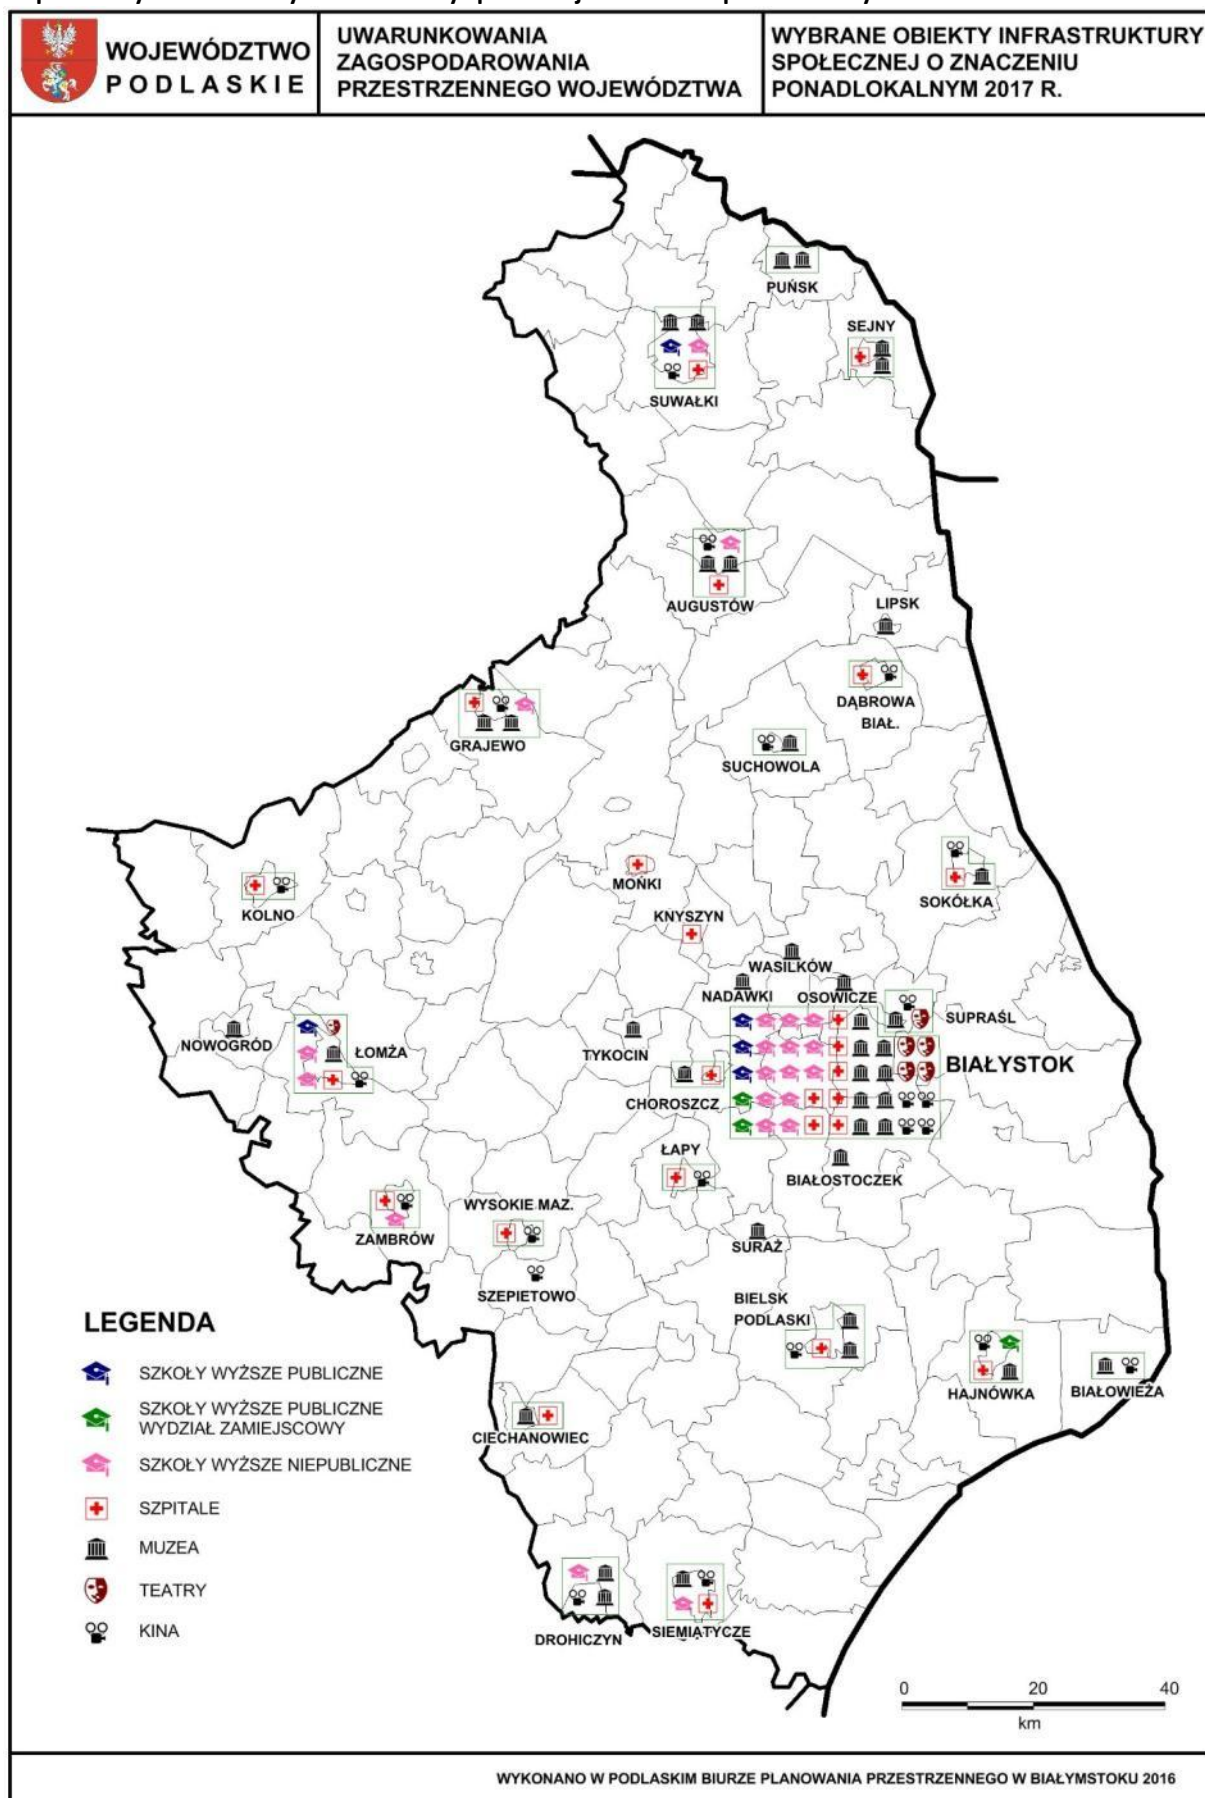 WOJEWÓDZTWO
PODLASKIE
UWARUNKOWANIA
ZAGOSPODAROWANIA
PRZESTRZENNEGO WOJEWÓDZTWA
WYBRANE OBIEKTY INFRASTRUKTURY
SPOŁECZNEJ O ZNACZENIU
PONADLOKALNYM 2017 R.
PUŃSK
SEJNY
SUWAŁKI
AUGUSTÓW
LIPSK
DĄBROWA
BIAŁ.
GRAJEWO
SUCHOWOLA
MOŃKI
KOLNO
SOKÓŁKA
KNYSZYN
WASILKÓW
NADAWKI
OSOWICZE
SUPRAŚL
NOWOGRÓD
ŁOMŻA
TYKOCIN
BIAŁYSTOK
CHOROSZCZ
ŁAPY
BIAŁOSTOCZEK
WYSOKIE MAZ.
ZAMBRÓW
SURAŻ
SZEPIETOWO
BIELSK
PODLASKI
HAJNÓWKA
BIAŁOWIEŻA
CIECHANOWIEC
DROHICZYN
SIEMIATYCZE
LEGENDA
SZKOŁY WYŻSZE PUBLICZNE
SZKOŁY WYŻSZE PUBLICZNE
WYDZIAŁ ZAMIEJSCOWY
SZKOŁY WYŻSZE NIEPUBLICZNE
SZPITALE
MUZEA
TEATRY
KINA
0 20 40
km
WYKONANO W PODLASKIM BIURZE PLANOWANIA PRZESTRZENNEGO W BIAŁYMSTOKU 2016